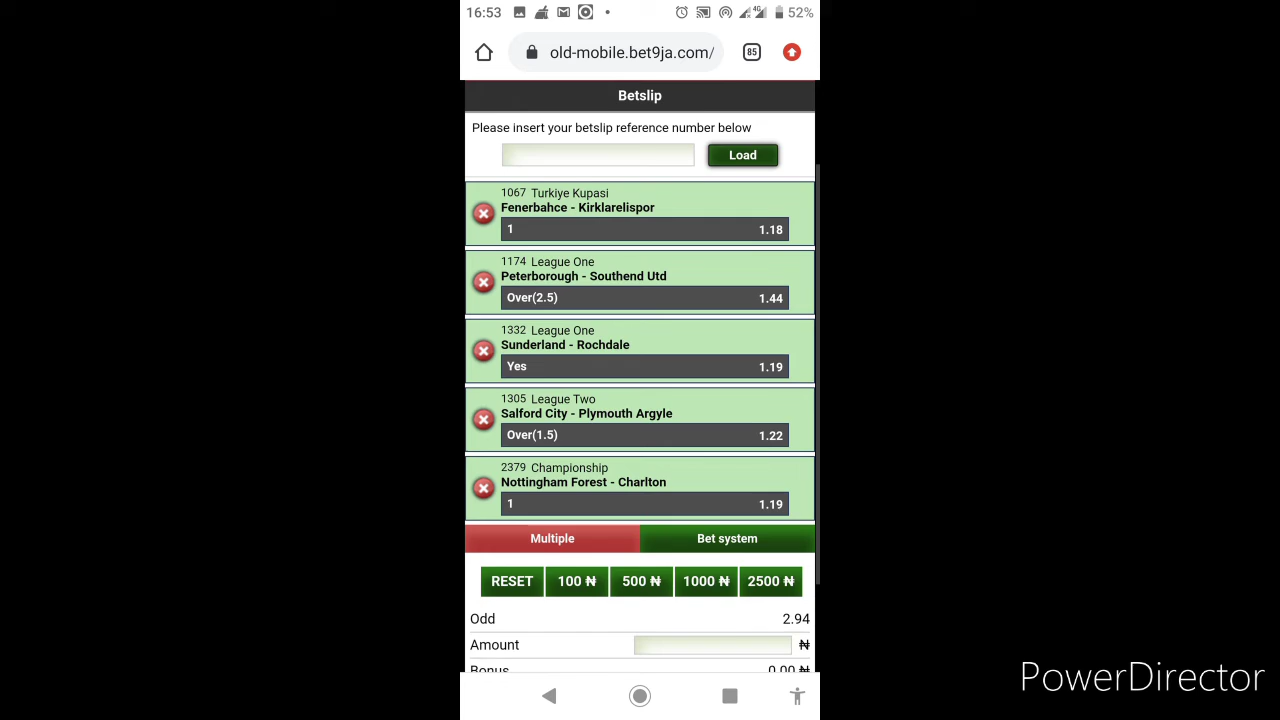 16:53
4G
52%
old-mobile.bet9ja.com/
85
Betslip
Please insert your betslip reference number below
Load
1067 Turkiye Kupasi
Fenerbahce - Kirklarelispor
1 1.18
1174 League One
Peterborough - Southend Utd
Over(2.5) 1.44
1332 League One
Sunderland - Rochdale
Yes 1.19
1305 League Two
Salford City - Plymouth Argyle
Over(1.5) 1.22
2379 Championship
Nottingham Forest - Charlton
1 1.19
Multiple Bet system
RESET 100 ₦ 500 ₦ 1000 ₦ 2500 ₦
Odd 2.94
Amount ₦
Bonus 0.00 ₦
PowerDirector